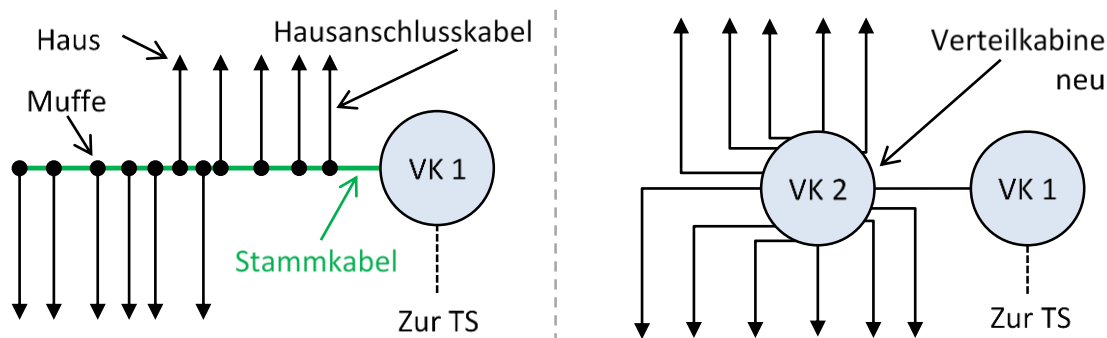 Haus
Hausanschlusskabel
Muffe
VK 1
Stammkabel
Zur TS
Verteilkabine
neu
VK 2
VK 1
Zur TS